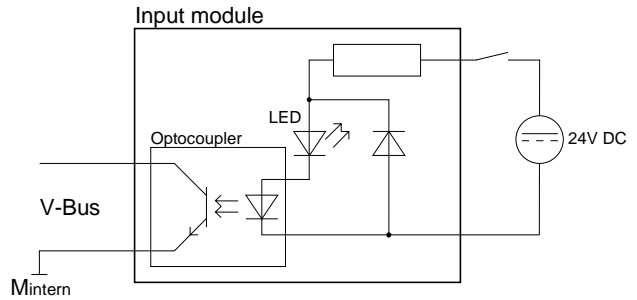 Input module
LED
Optocoupler
24V DC
V-Bus
Mintern